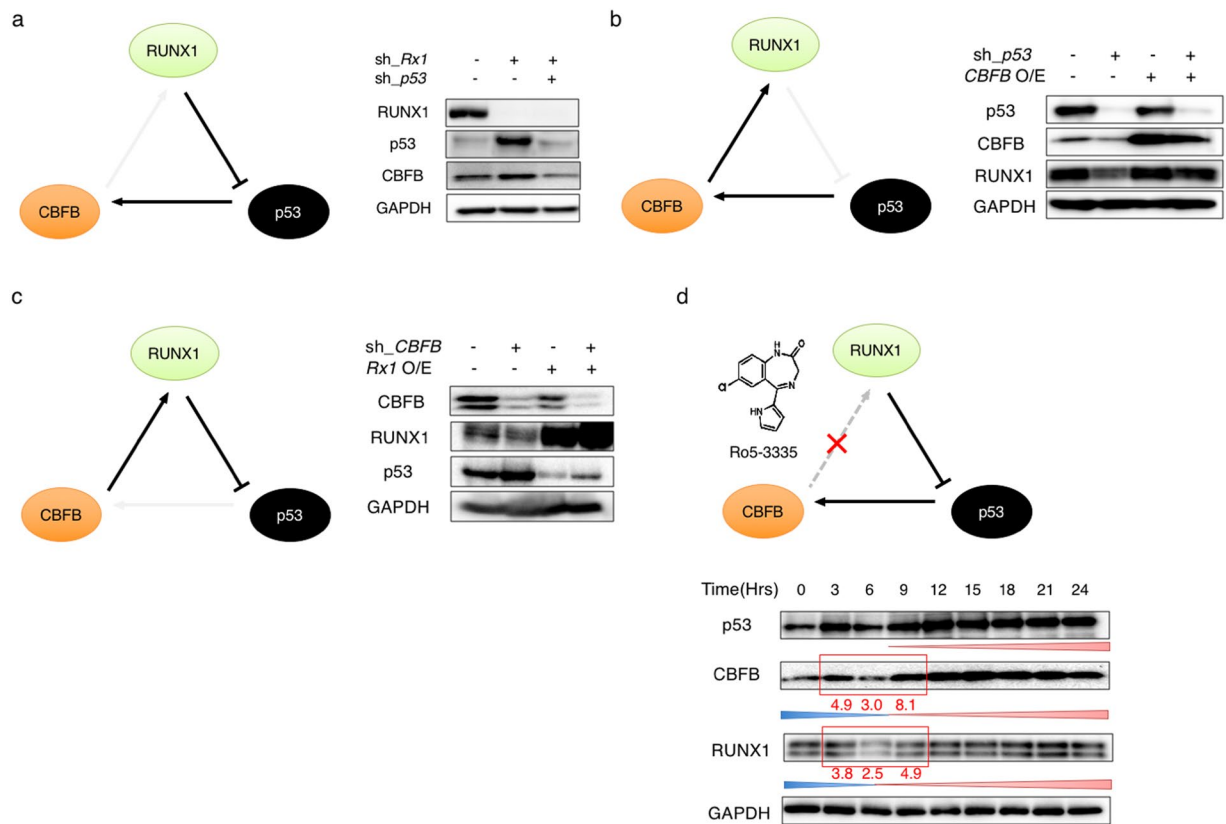 a
RUNX1
CBFB
p53
sh_Rx1 - + +
sh_p53 - - +
RUNX1
p53
CBFB
GAPDH
b
RUNX1
CBFB
p53
sh_p53 - + - +
CBFB O/E - - + +
p53
CBFB
RUNX1
GAPDH
c
RUNX1
CBFB
p53
sh_CBFB - + - +
Rx1 O/E - - + +
CBFB
RUNX1
p53
GAPDH
d
H
N
O
Cl
N
HN
Ro5-3335
RUNX1
CBFB
p53
Time(Hrs) 0 3 6 9 12 15 18 21 24
p53
CBFB
4.9 3.0 8.1
RUNX1
3.8 2.5 4.9
GAPDH